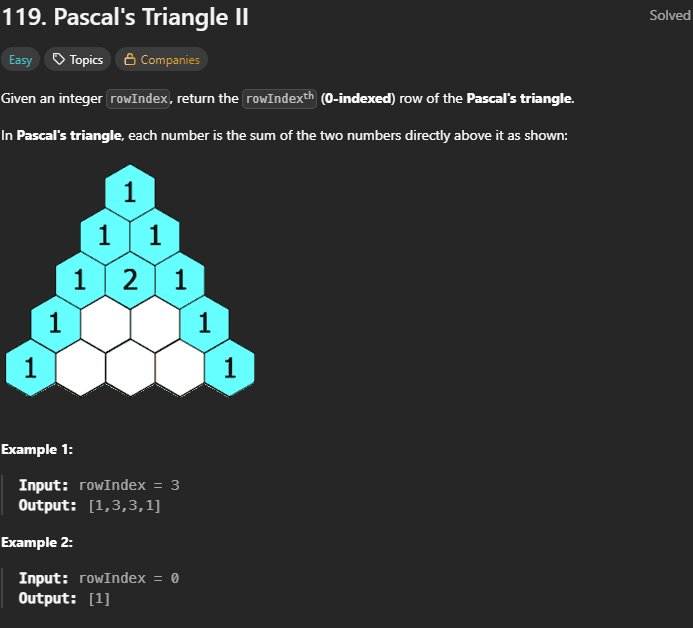 119. Pascal's Triangle II
Solved
Easy
Topics
Companies
Given an integer rowIndex, return the rowIndexth (0-indexed) row of the Pascal's triangle.
In Pascal's triangle, each number is the sum of the two numbers directly above it as shown:
1
1 1
1 2 1
1 1
1 1
Example 1:
Input: rowIndex = 3
Output: [1,3,3,1]
Example 2:
Input: rowIndex = 0
Output: [1]